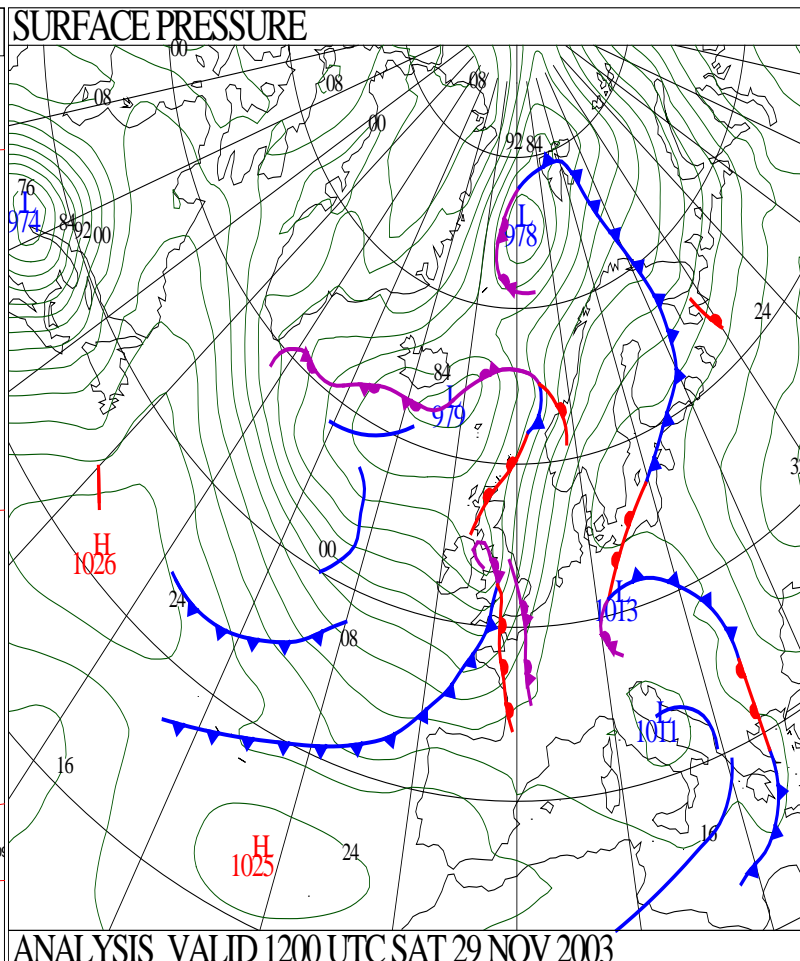 SURFACE PRESSURE
00
08
08
08
00
92 84
76
L
974
84 92 00
L
978
24
84
L
979
H
1026
00
24
08
L
1013
L
1011
16
16
H
1025
24
ANALYSIS VALID 1200 UTC SAT 29 NOV 2003